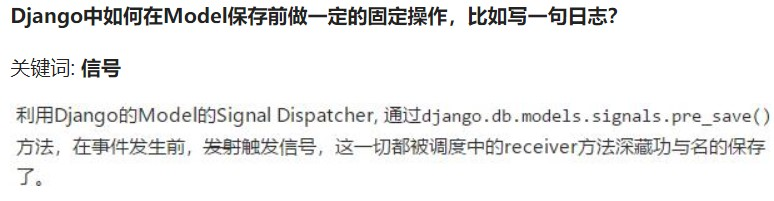 Django中如何在Model保存前做一定的固定操作，比如写一句日志？
关键词: 信号
利用Django的Model的Signal Dispatcher, 通过django.db.models.signals.pre_save()
方法，在事件发生前，发射触发信号，这一切都被调度中的receiver方法深藏功与名的保存
了。